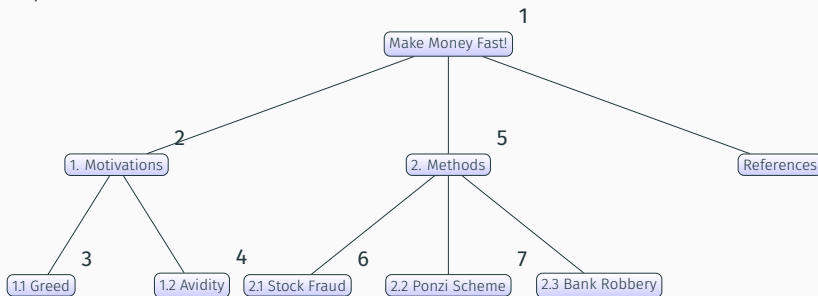 1
Make Money Fast!
2
5
1. Motivations
2. Methods
References
3
4
6
7
1.1 Greed
1.2 Avidity
2.1 Stock Fraud
2.2 Ponzi Scheme
2.3 Bank Robbery